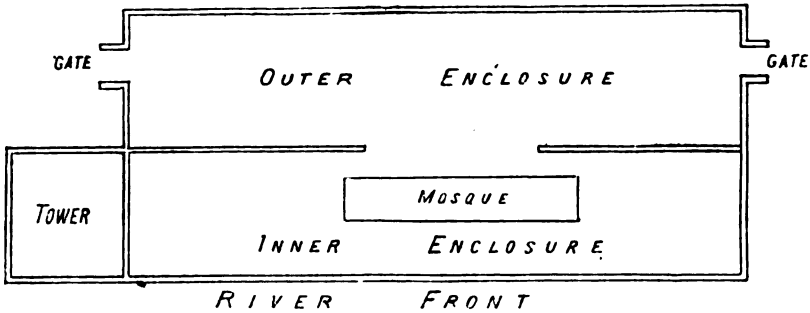 GATE
GATE
OUTER ENCLOSURE
MOSQUE
TOWER
INNER ENCLOSURE
RIVER FRONT